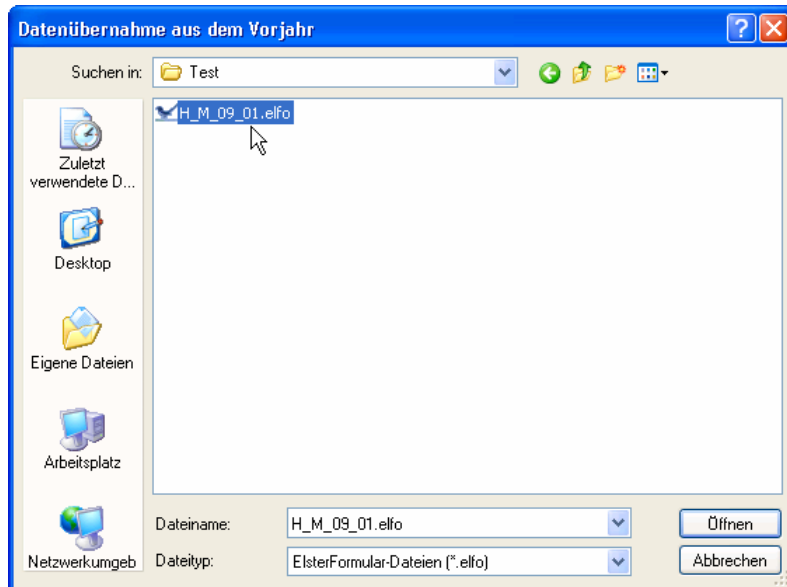 Datenübernahme aus dem Vorjahr
Suchen in:
Test
H_M_09_01.elfo
Zuletzt
verwendete D...
Desktop
Eigene Dateien
Arbeitsplatz
Netzwerkumgeb
Dateiname:
H_M_09_01.elfo
Öffnen
Dateityp:
ElsterFormular-Dateien (*.elfo)
Abbrechen